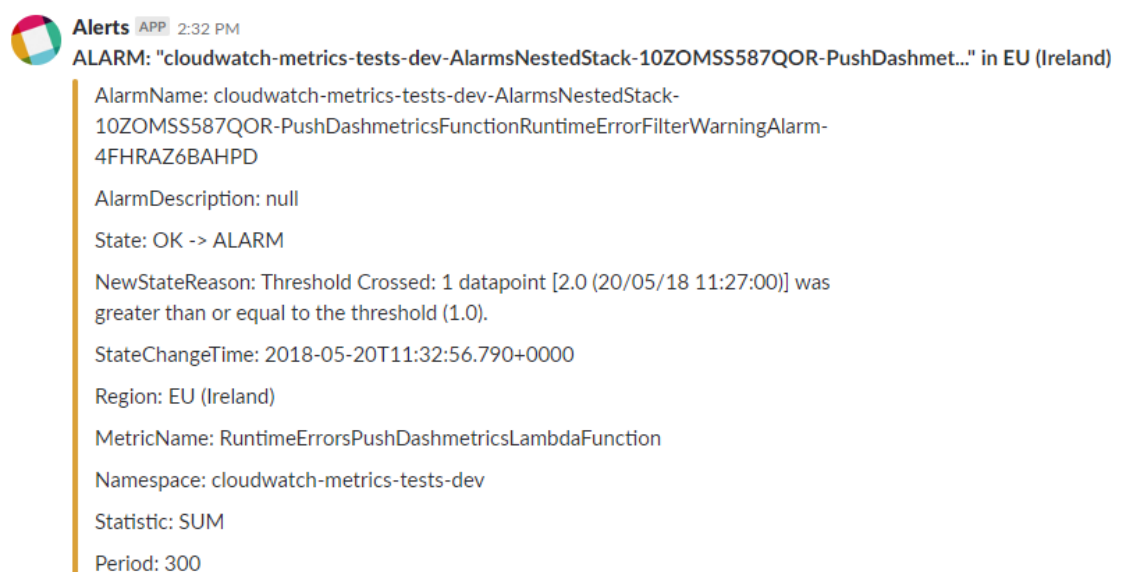 Alerts APP 2:32 PM
ALARM: "cloudwatch-metrics-tests-dev-AlarmsNestedStack-10ZOMSS587QOR-PushDashmet..." in EU (Ireland)
AlarmName: cloudwatch-metrics-tests-dev-AlarmsNestedStack-
10ZOMSS587QOR-PushDashmetricsFunctionRuntimeErrorFilterWarningAlarm-
4FHRAZ6BAHPD
AlarmDescription: null
State: OK -> ALARM
NewStateReason: Threshold Crossed: 1 datapoint [2.0 (20/05/18 11:27:00)] was
greater than or equal to the threshold (1.0).
StateChangeTime: 2018-05-20T11:32:56.790+0000
Region: EU (Ireland)
MetricName: RuntimeErrorsPushDashmetricsLambdaFunction
Namespace: cloudwatch-metrics-tests-dev
Statistic: SUM
Period: 300